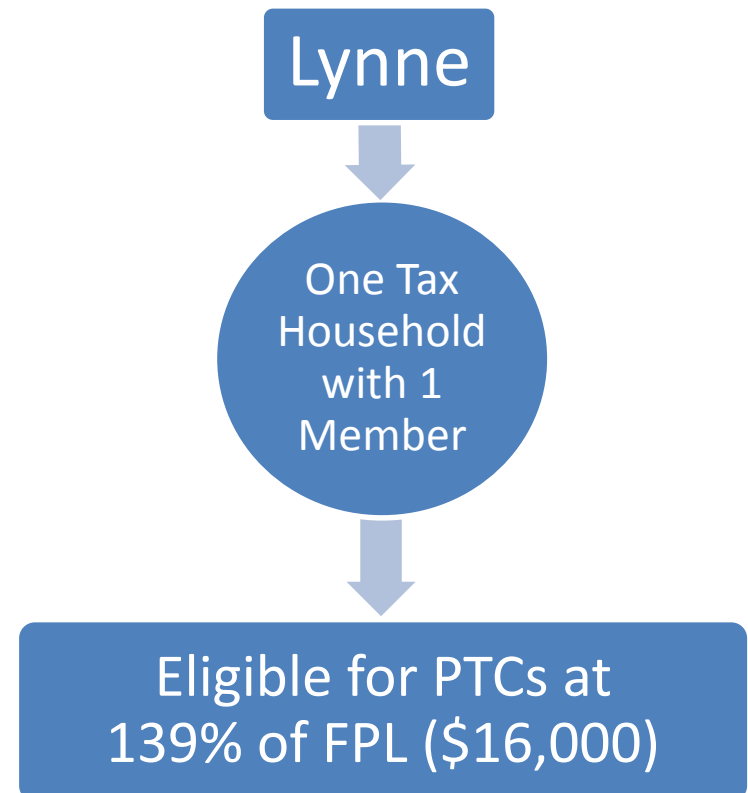 Lynne
One Tax
Household
with 1
Member
Eligible for PTCs at
139% of FPL ($16,000)